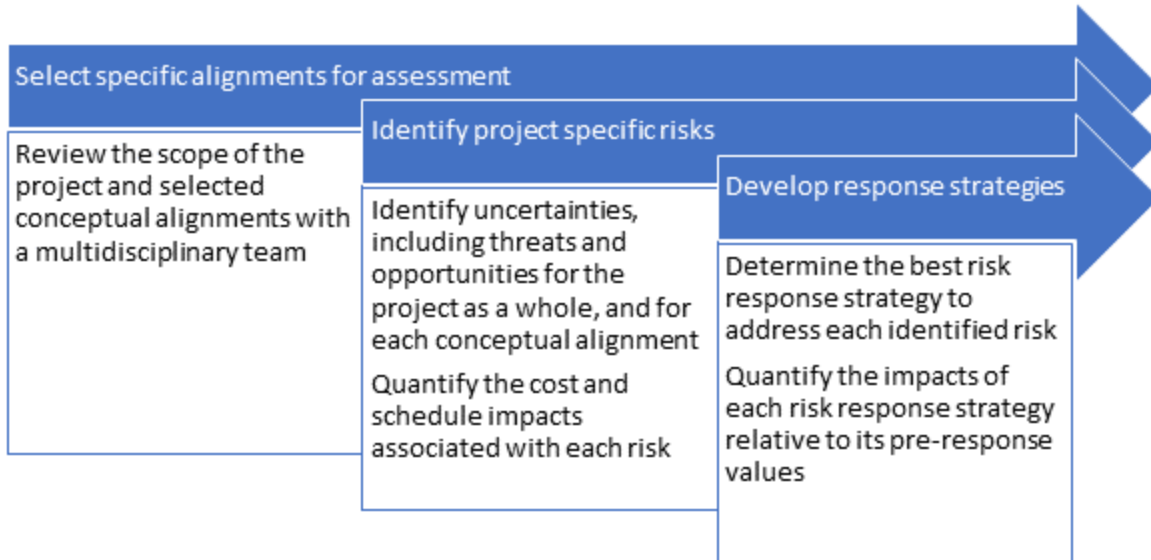 Select specific alignments for assessment
Review the scope of the
project and selected
conceptual alignments with
a multidisciplinary team
Identify project specific risks
Identify uncertainties,
including threats and
opportunities for the
project as a whole, and for
each conceptual alignment
Quantify the cost and
schedule impacts
associated with each risk
Develop response strategies
Determine the best risk
response strategy to
address each identified risk
Quantify the impacts of
each risk response strategy
relative to its pre-response
values